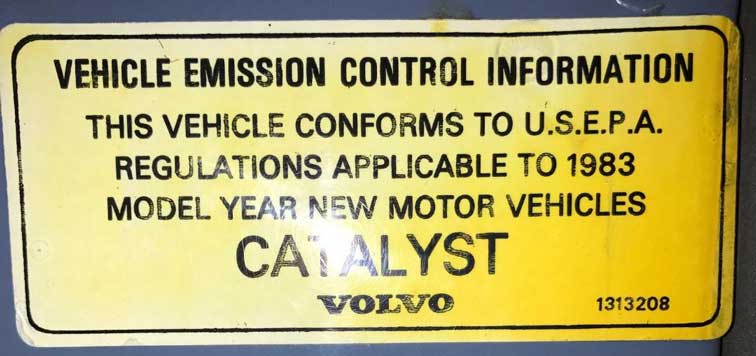 VEHICLE EMISSION CONTROL INFORMATION
THIS VEHICLE CONFORMS TO U.S.E.P.A.
REGULATIONS APPLICABLE TO 1983
MODEL YEAR NEW MOTOR VEHICLES
CATALYST
VOLVO 1313208